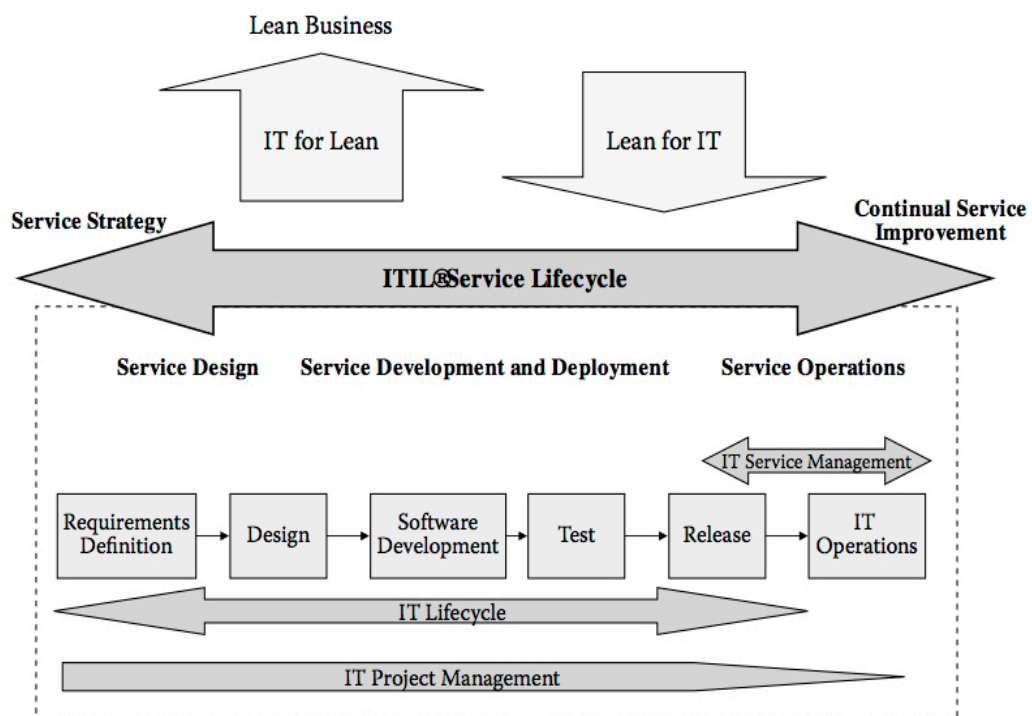 Lean Business
IT for Lean
Lean for IT
Service Strategy
Continual Service
Improvement
ITIL®Service Lifecycle
Service Design
Service Development and Deployment
Service Operations
IT Service Management
Requirements
Definition
Design
Software
Development
Test
Release
IT
Operations
IT Lifecycle
IT Project Management